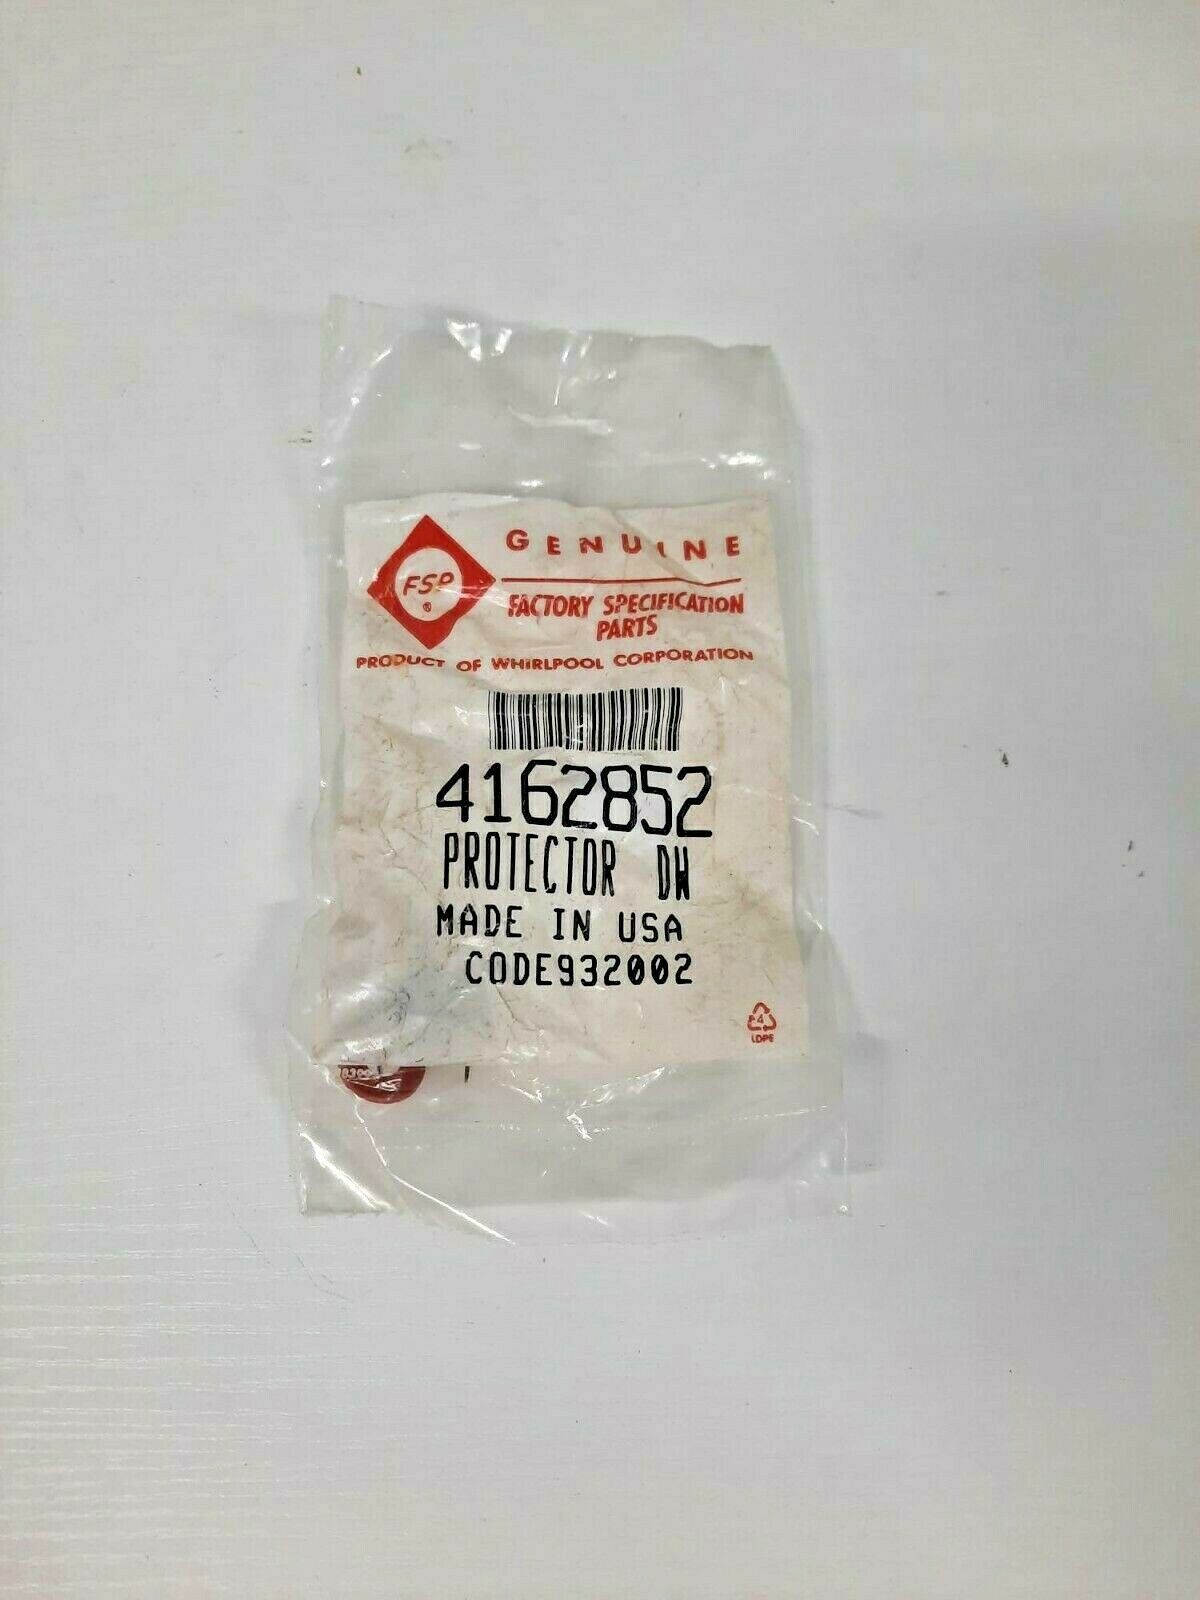 FSP
®
GENUINE
FACTORY SPECIFICATION
PARTS
PRODUCT OF WHIRLPOOL CORPORATION
4162852
PROTECTOR DW
MADE IN USA
CODE932002
4
LDPE